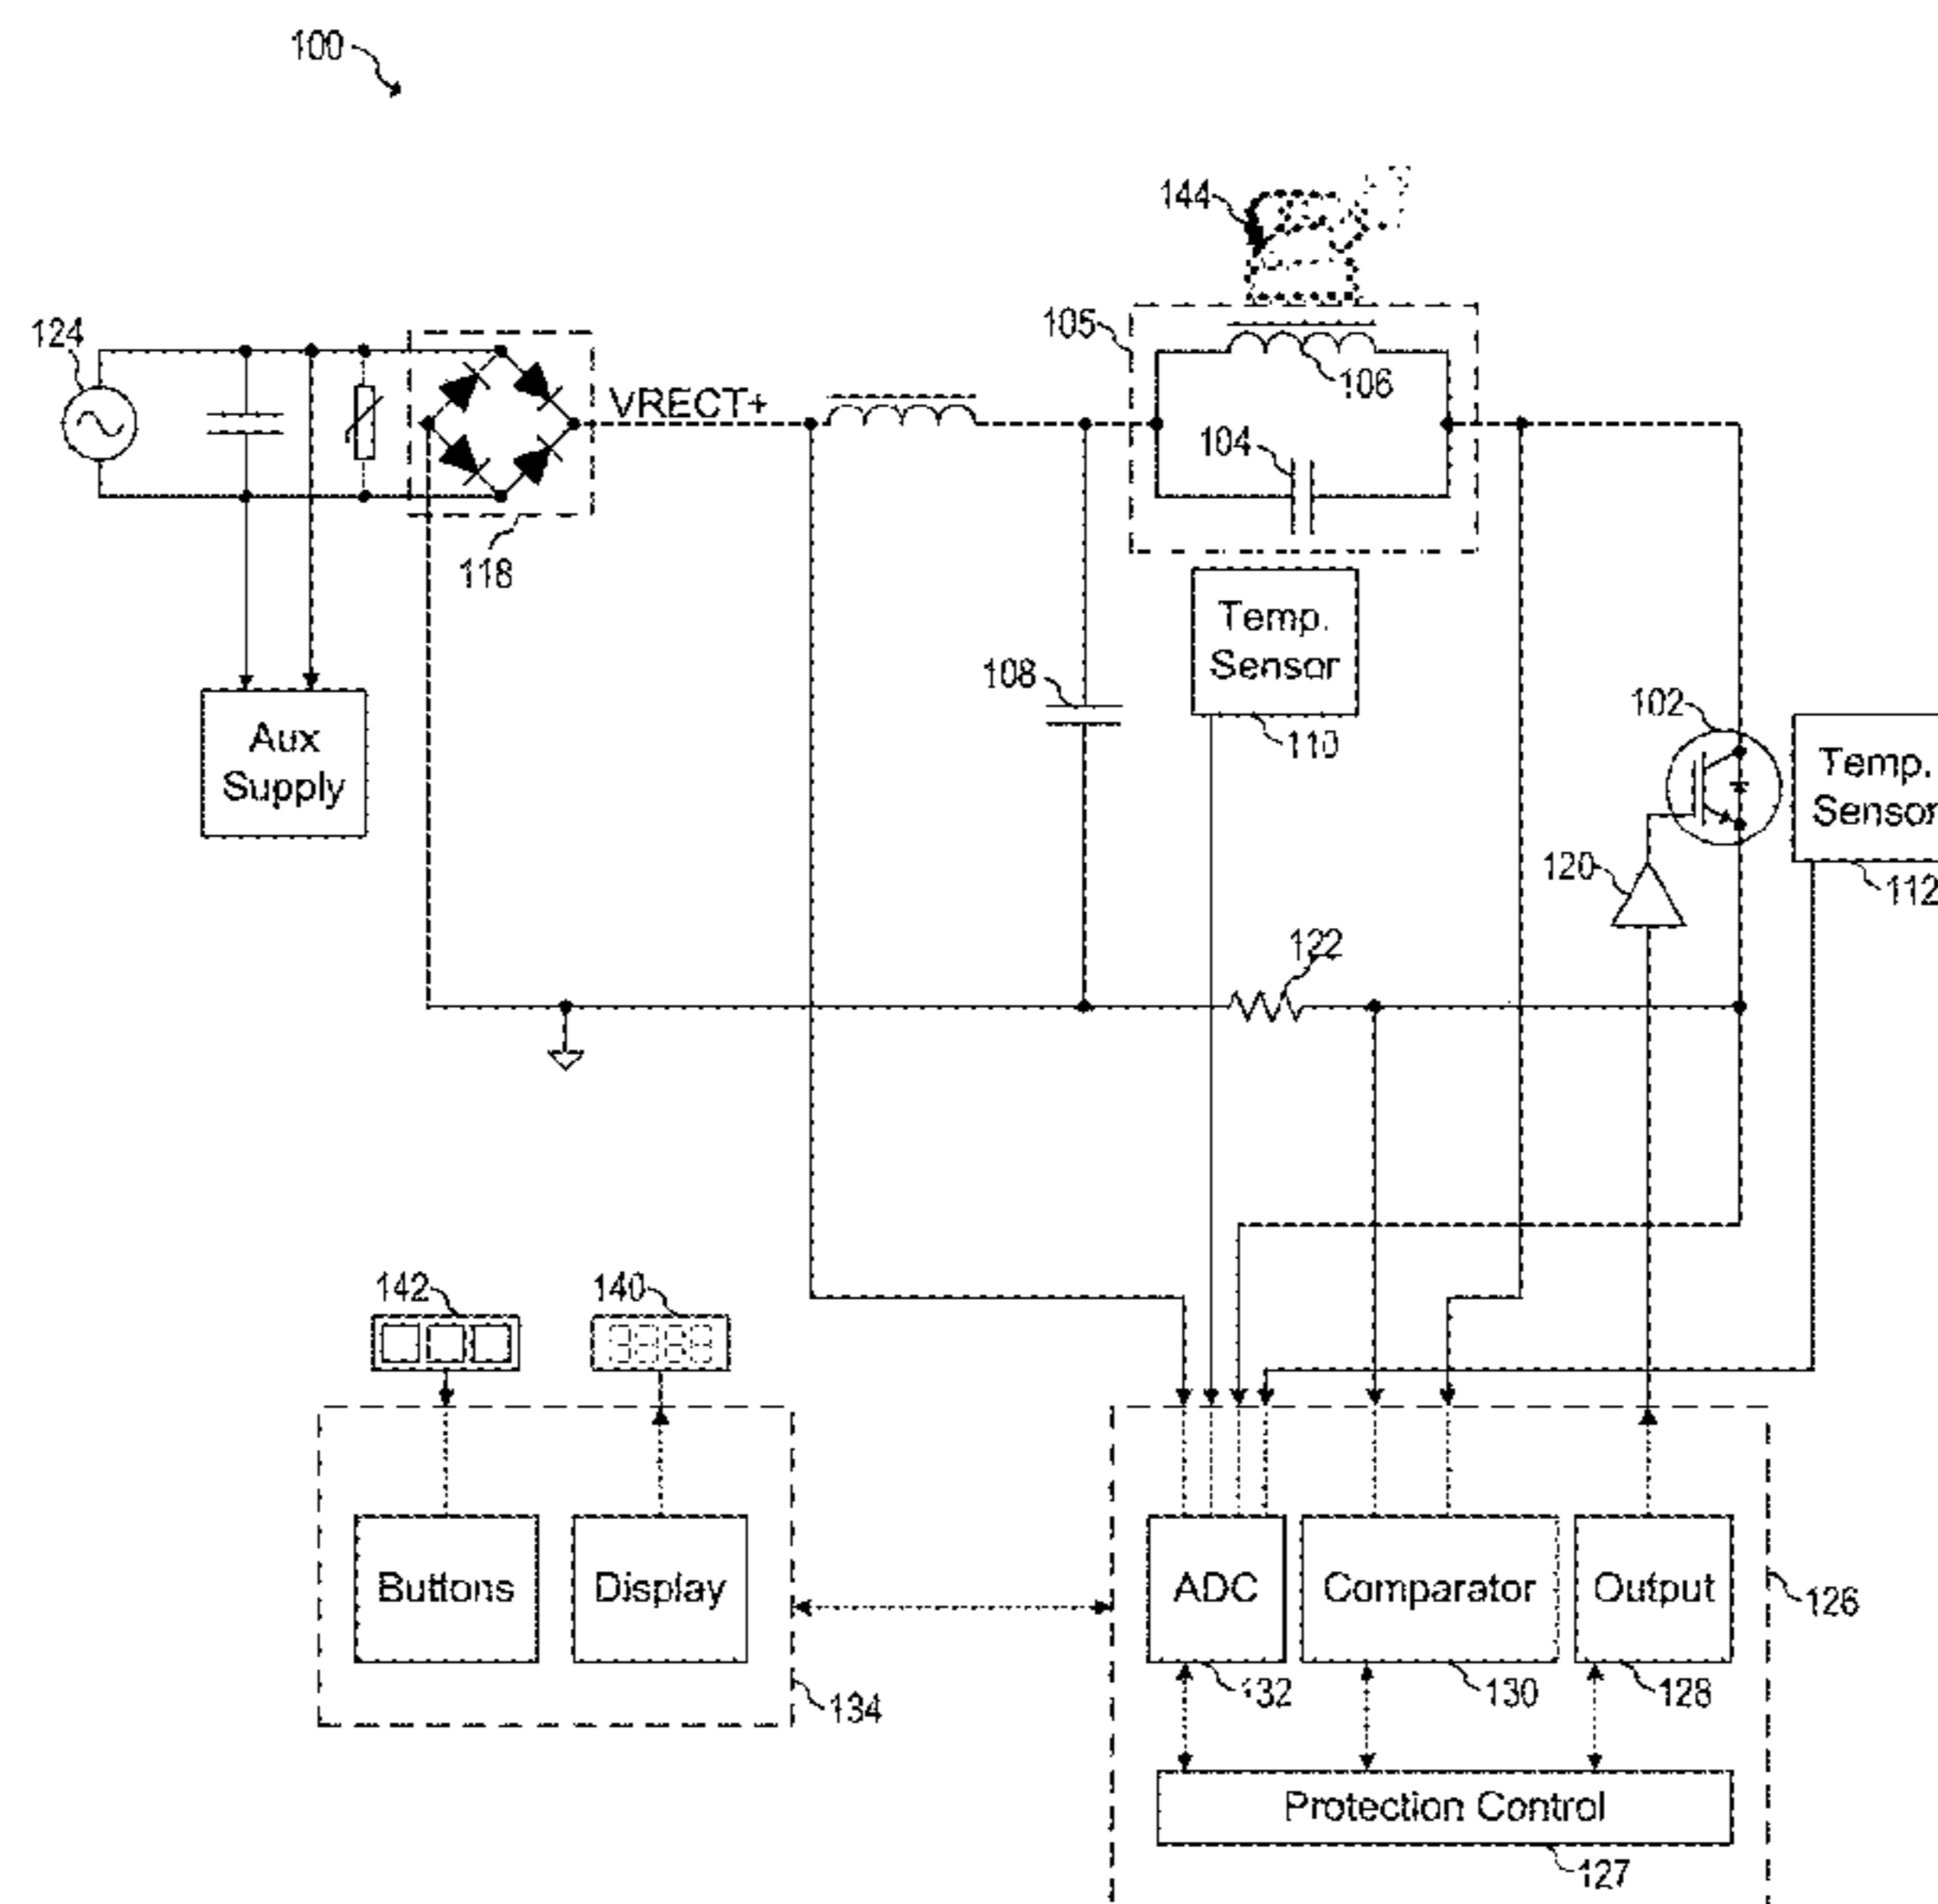 100
144
124
105
106
VRECT+
104
118
Temp.
Sensor
108
110
102
Aux
Supply
Temp.
Sensor
120
112
122
142
140
Buttons
Display
ADC
Comparator
Output
126
134
132
130
128
Protection Control
127